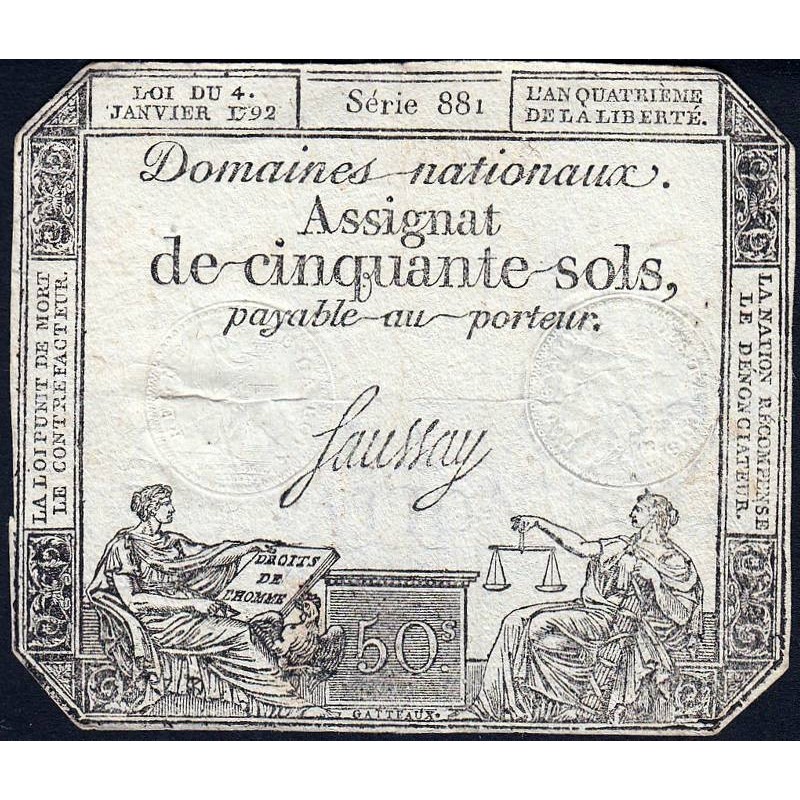 LOI DU 4.
JANVIER 1792
Série 881
L'AN QUATRIÈME
DE LA LIBERTÉ.
Domaines nationaux.
Assignat
de cinquante sols,
payable au porteur.
LA LOI PUNIT DE MORT
LE CONTREFACTEUR.
LA NATION RÉCOMPENSE
LE DÉNONCIATEUR.
Saussay
DROITS
DE
L'HOMME
50.s
GATTEAUX.